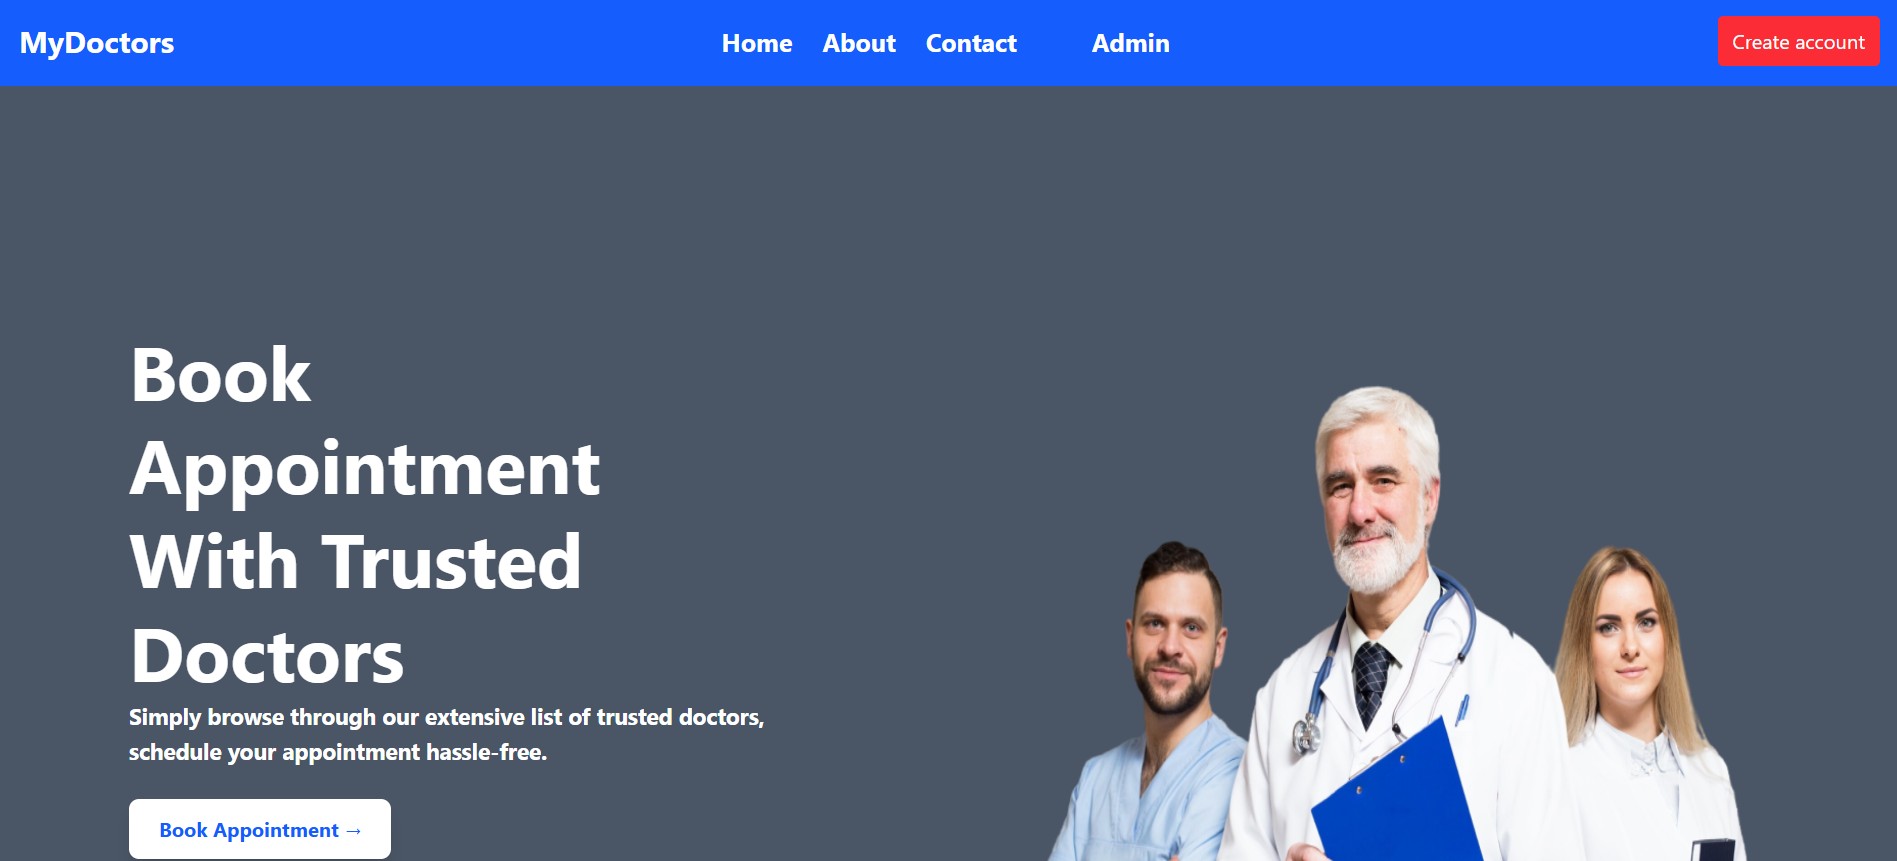 MyDoctors
Home About Contact Admin
Create account
Book
Appointment
With Trusted
Doctors
Simply browse through our extensive list of trusted doctors,
schedule your appointment hassle-free.
Book Appointment →